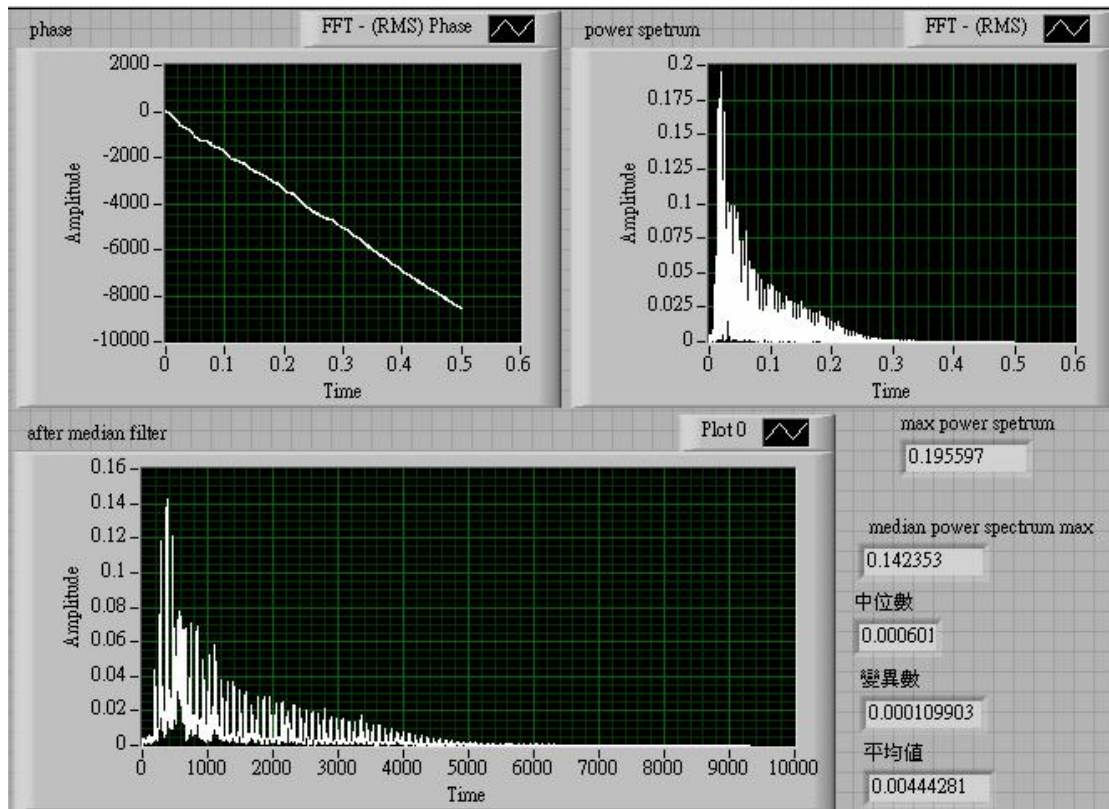 phase
FFT - (RMS) Phase
2000
0
-2000
-4000
-6000
-8000
-10000
Amplitude
0 0.1 0.2 0.3 0.4 0.5 0.6
Time
power spetrum
FFT - (RMS)
0.2
0.175
0.15
0.125
0.1
0.075
0.05
0.025
0
Amplitude
0 0.1 0.2 0.3 0.4 0.5 0.6
Time
after median filter
Plot 0
0.16
0.14
0.12
0.1
0.08
0.06
0.04
0.02
0
Amplitude
0 1000 2000 3000 4000 5000 6000 7000 8000 9000 10000
Time
max power spetrum
0.195597
median power spectrum max
0.142353
中位數
0.000601
變異數
0.000109903
平均值
0.00444281